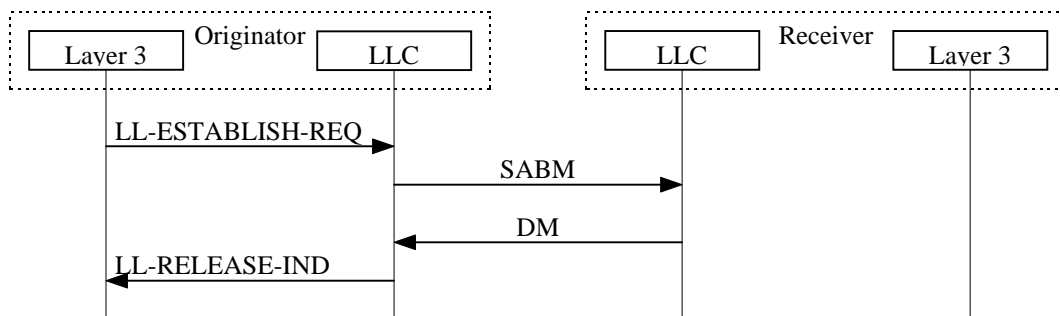 Originator
Receiver
Layer 3
LLC
LLC
Layer 3
LL-ESTABLISH-REQ
SABM
DM
LL-RELEASE-IND